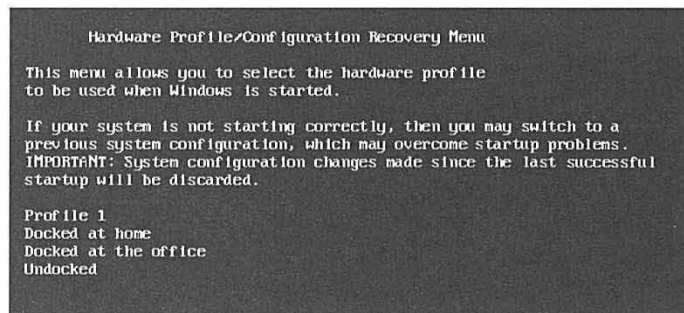 Hardware Profile/Configuration Recovery Menu
This menu allows you to select the hardware profile
to be used when Windows is started.
If your system is not starting correctly, then you may switch to a
previous system configuration, which may overcome startup problems.
IMPORTANT: System configuration changes made since the last successful
startup will be discarded.
Profile 1
Docked at home
Docked at the office
Undocked